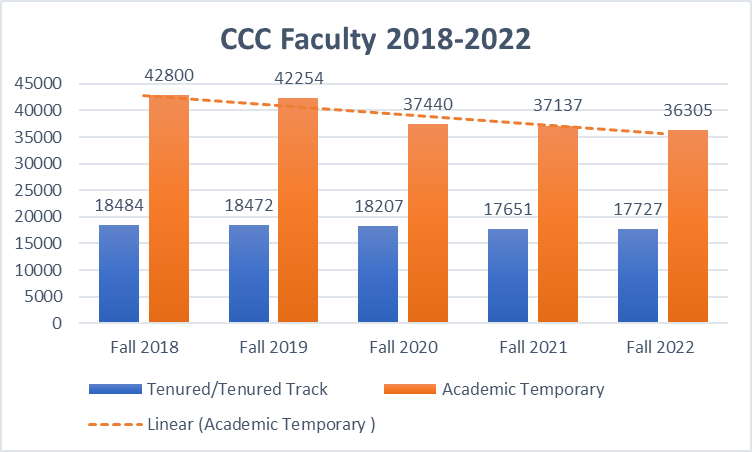 CCC Faculty 2018-2022
45000
40000
35000
30000
25000
20000
15000
10000
5000
0
42800
42254
37440
37137
36305
18484
18472
18207
17651
17727
Fall 2018
Fall 2019
Fall 2020
Fall 2021
Fall 2022
Tenured/Tenured Track
Academic Temporary
Linear (Academic Temporary )